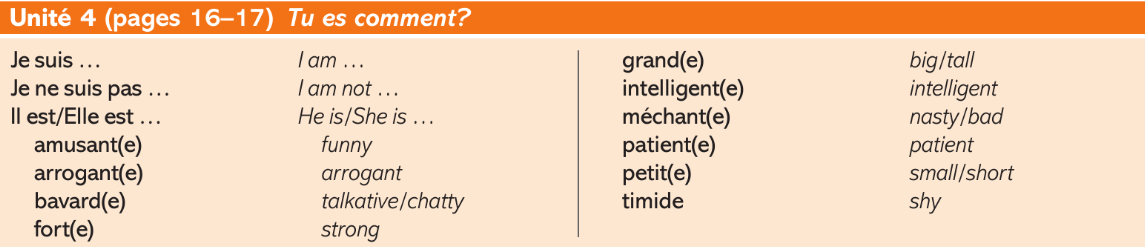 Unité 4 (pages 16–17) Tu es comment?
Je suis … I am …
Je ne suis pas … I am not …
Il est/Elle est … He is/She is …
amusant(e) funny
arrogant(e) arrogant
bavard(e) talkative/chatty
fort(e) strong
grand(e) big/tall
intelligent(e) intelligent
méchant(e) nasty/bad
patient(e) patient
petit(e) small/short
timide shy